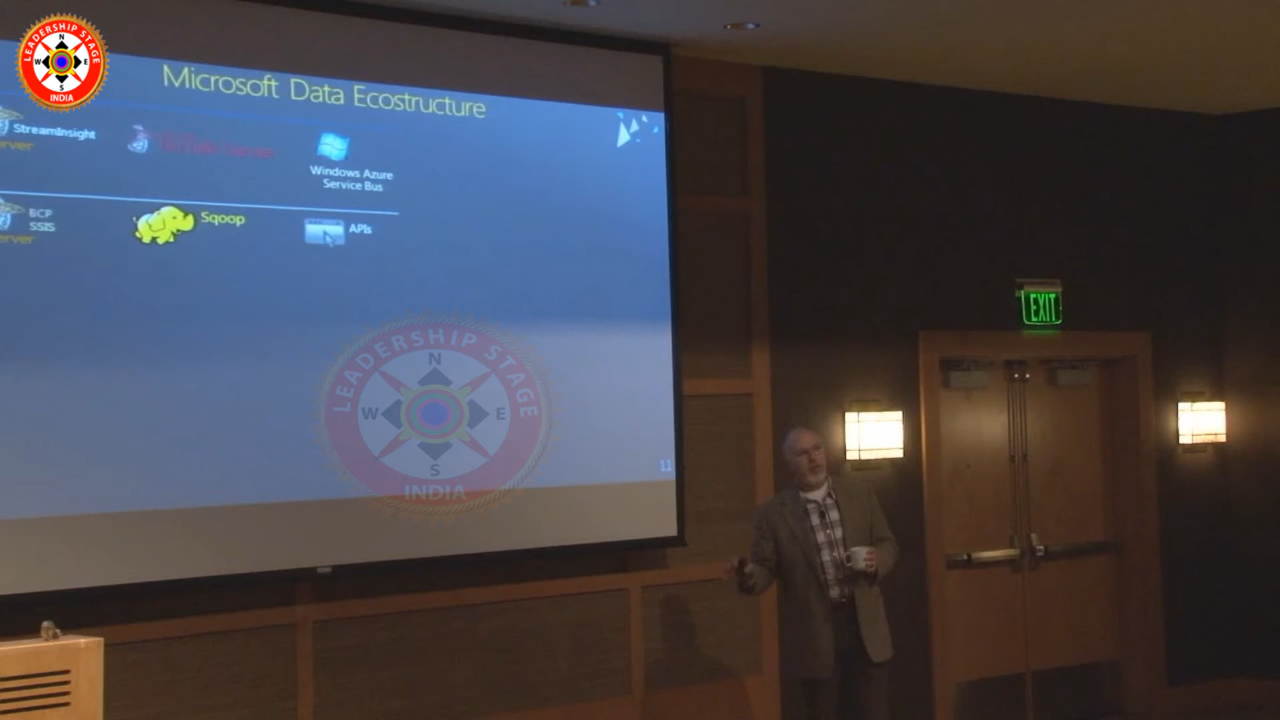 LEADERSHIP STAGE
N
W E
S
INDIA
Microsoft Data Ecostructure
StreamInsight
Windows Azure
Service Bus
BCP
SSIS
Sqoop
APIs
EXIT
LEADERSHIP STAGE
N
W E
S
INDIA
11